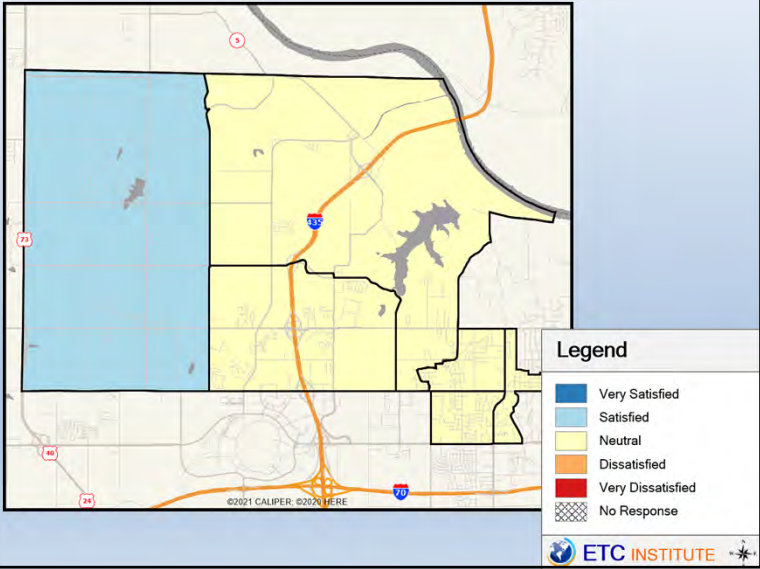 5
435
73
40
24
70
©2021 CALIPER; ©2020 HERE
Legend
Very Satisfied
Satisfied
Neutral
Dissatisfied
Very Dissatisfied
No Response
ETC INSTITUTE